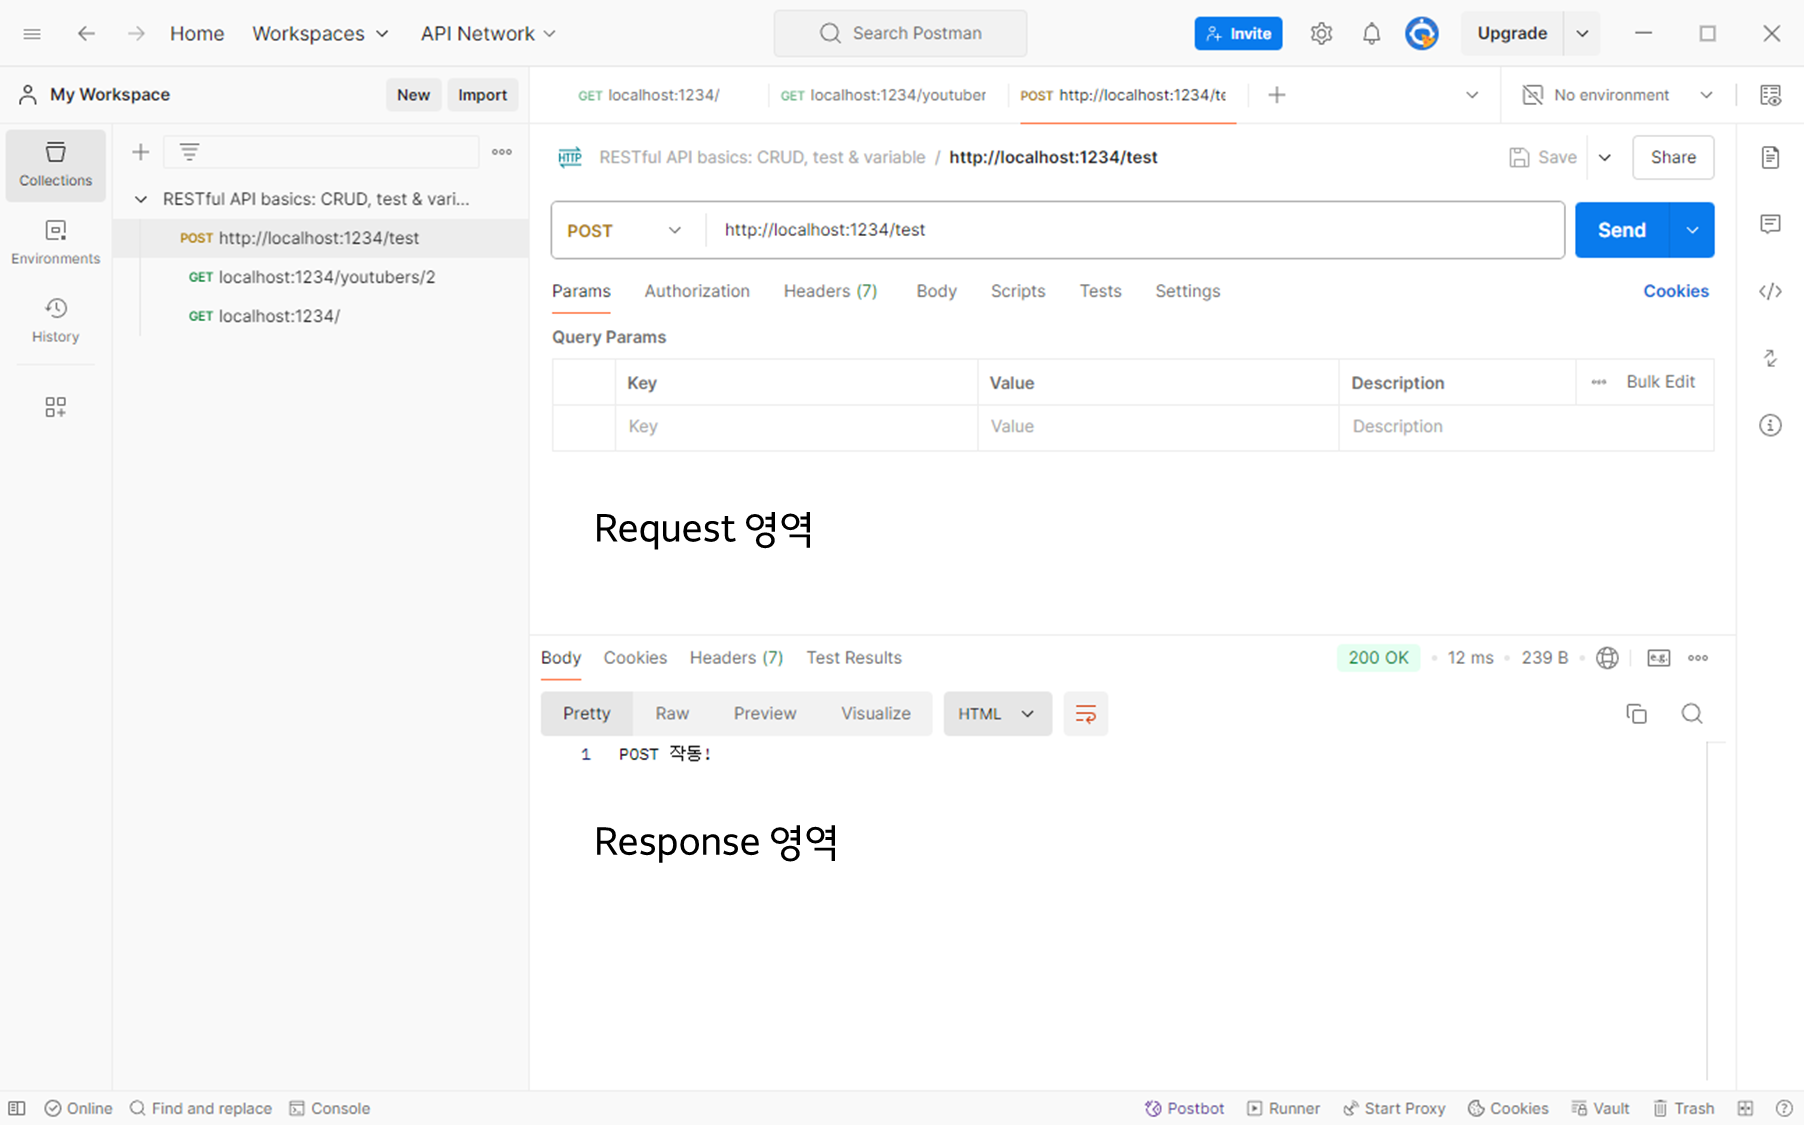 Home Workspaces API Network Search Postman Invite Upgrade
My Workspace New Import
GET localhost:1234/ GET localhost:1234/youtuber POST http://localhost:1234/te No environment
Collections
Environments
History
RESTful API basics: CRUD, test & vari...
POST http://localhost:1234/test
GET localhost:1234/youtubers/2
GET localhost:1234/
HTTP RESTful API basics: CRUD, test & variable / http://localhost:1234/test Save Share
POST http://localhost:1234/test Send
Params Authorization Headers (7) Body Scripts Tests Settings Cookies
Query Params
Key Value Description Bulk Edit
Key Value Description
Request 영역
Body Cookies Headers (7) Test Results 200 OK 12 ms 239 B e.g.
Pretty Raw Preview Visualize HTML
1 POST 작동!
Response 영역
Online Find and replace Console Postbot Runner Start Proxy Cookies Vault Trash